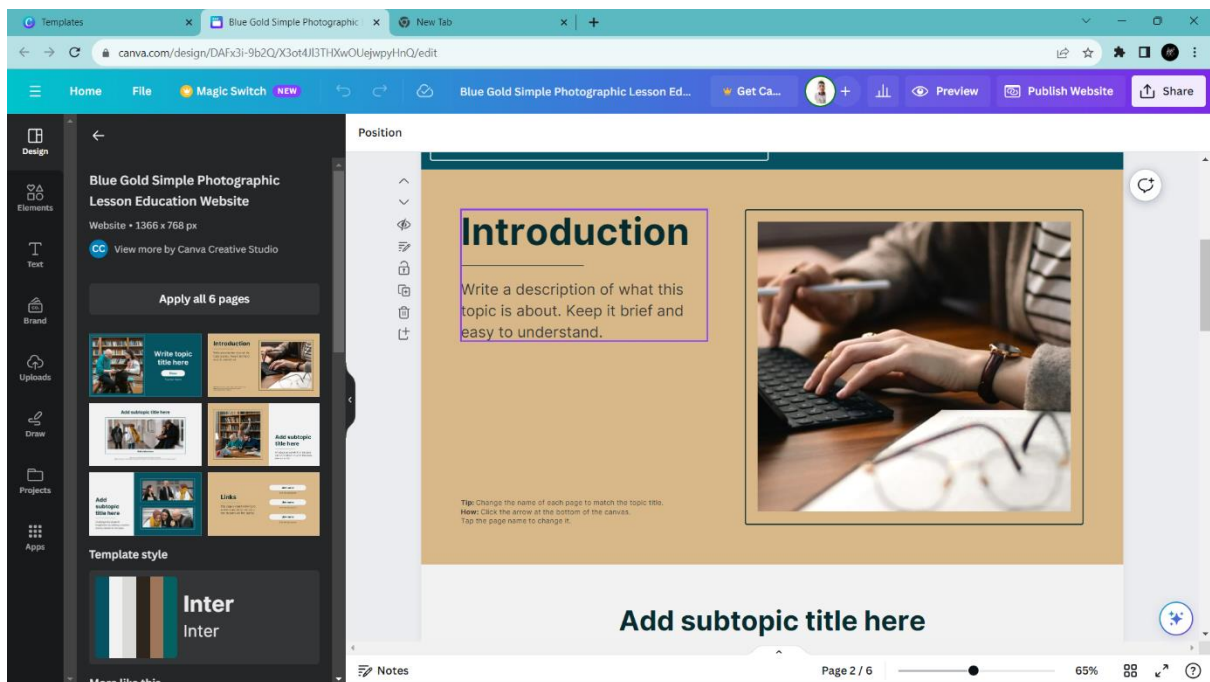 Templates
Blue Gold Simple Photographic
New Tab
canva.com/design/DAFx3i-9b2Q/X3ot4Jl3THXwOUejwpyHnQ/edit
Home File Magic Switch NEW Blue Gold Simple Photographic Lesson Ed... Get Ca... Preview Publish Website Share
Design
Elements
Text
Brand
Uploads
Draw
Projects
Apps
Blue Gold Simple Photographic
Lesson Education Website
Website • 1366 x 768 px
CC View more by Canva Creative Studio
Apply all 6 pages
Write topic
title here
Introduction
Add subtopic title here
Add subtopic
title here
Add
subtopic
title here
Links
Template style
Inter
Inter
More like this
Position
Introduction
Write a description of what this
topic is about. Keep it brief and
easy to understand.
Tip: Change the name of each page to match the topic title.
How: Click the arrow at the bottom of the canvas.
Tap the page name to change it.
Add subtopic title here
Notes
Page 2 / 6
65%